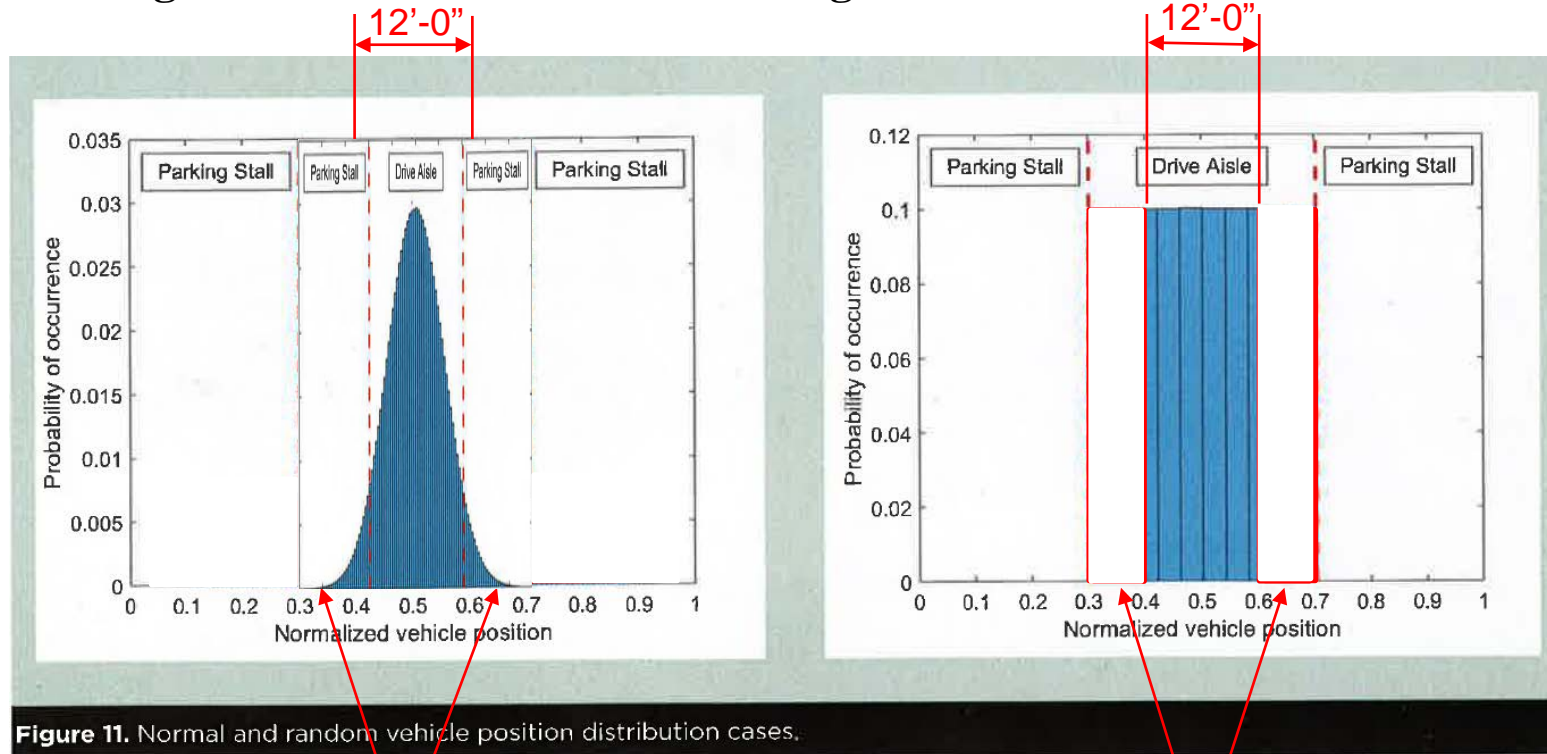 12’-0”
12’-0”
0.035
0.03
0.025
0.02
0.015
0.01
0.005
0
Probability of occurrence
Parking Stall
Parking Stall
Drive Aisle
Parking Stall
Parking Stall
0 0.1 0.2 0.3 0.4 0.5 0.6 0.7 0.8 0.9 1
Normalized vehicle position
0.12
0.1
0.08
0.06
0.04
0.02
0
Probability of occurrence
Parking Stall
Drive Aisle
Parking Stall
0 0.1 0.2 0.3 0.4 0.5 0.6 0.7 0.8 0.9 1
Normalized vehicle position
Figure 11. Normal and random vehicle position distribution cases.